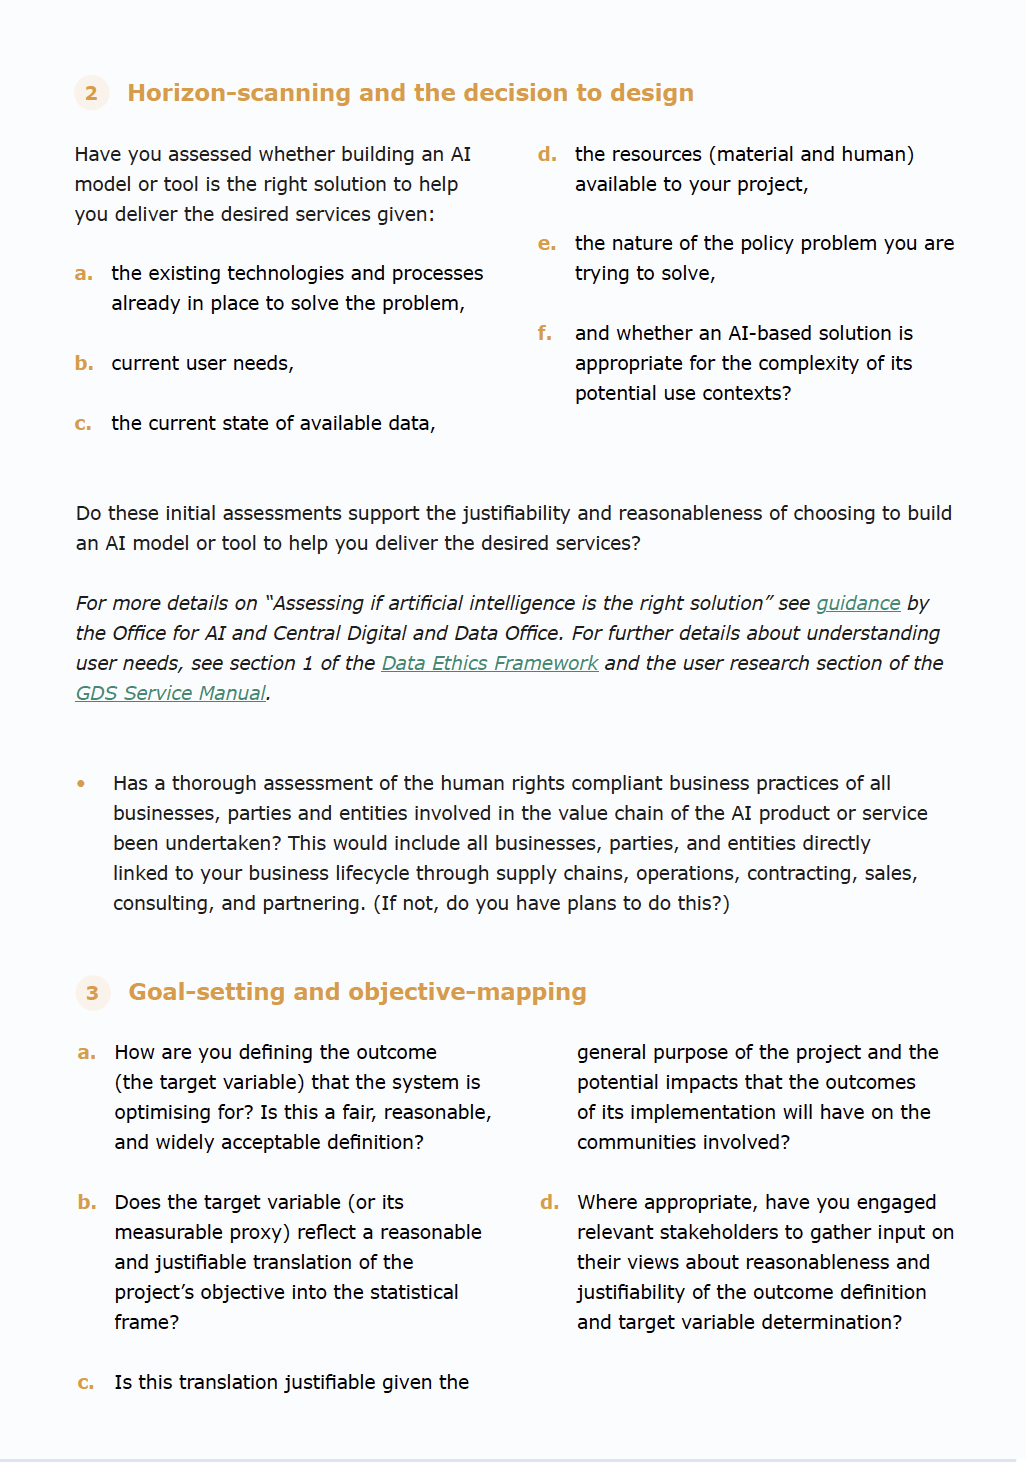 2 Horizon-scanning and the decision to design
Have you assessed whether building an AI
model or tool is the right solution to help
you deliver the desired services given:
a. the existing technologies and processes
already in place to solve the problem,
b. current user needs,
c. the current state of available data,
d. the resources (material and human)
available to your project,
e. the nature of the policy problem you are
trying to solve,
f. and whether an AI-based solution is
appropriate for the complexity of its
potential use contexts?
Do these initial assessments support the justifiability and reasonableness of choosing to build
an AI model or tool to help you deliver the desired services?
For more details on “Assessing if artificial intelligence is the right solution” see guidance by
the Office for AI and Central Digital and Data Office. For further details about understanding
user needs, see section 1 of the Data Ethics Framework and the user research section of the
GDS Service Manual.
• Has a thorough assessment of the human rights compliant business practices of all
businesses, parties and entities involved in the value chain of the AI product or service
been undertaken? This would include all businesses, parties, and entities directly
linked to your business lifecycle through supply chains, operations, contracting, sales,
consulting, and partnering. (If not, do you have plans to do this?)
3 Goal-setting and objective-mapping
a. How are you defining the outcome
(the target variable) that the system is
optimising for? Is this a fair, reasonable,
and widely acceptable definition?
b. Does the target variable (or its
measurable proxy) reflect a reasonable
and justifiable translation of the
project’s objective into the statistical
frame?
c. Is this translation justifiable given the
general purpose of the project and the
potential impacts that the outcomes
of its implementation will have on the
communities involved?
d. Where appropriate, have you engaged
relevant stakeholders to gather input on
their views about reasonableness and
justifiability of the outcome definition
and target variable determination?